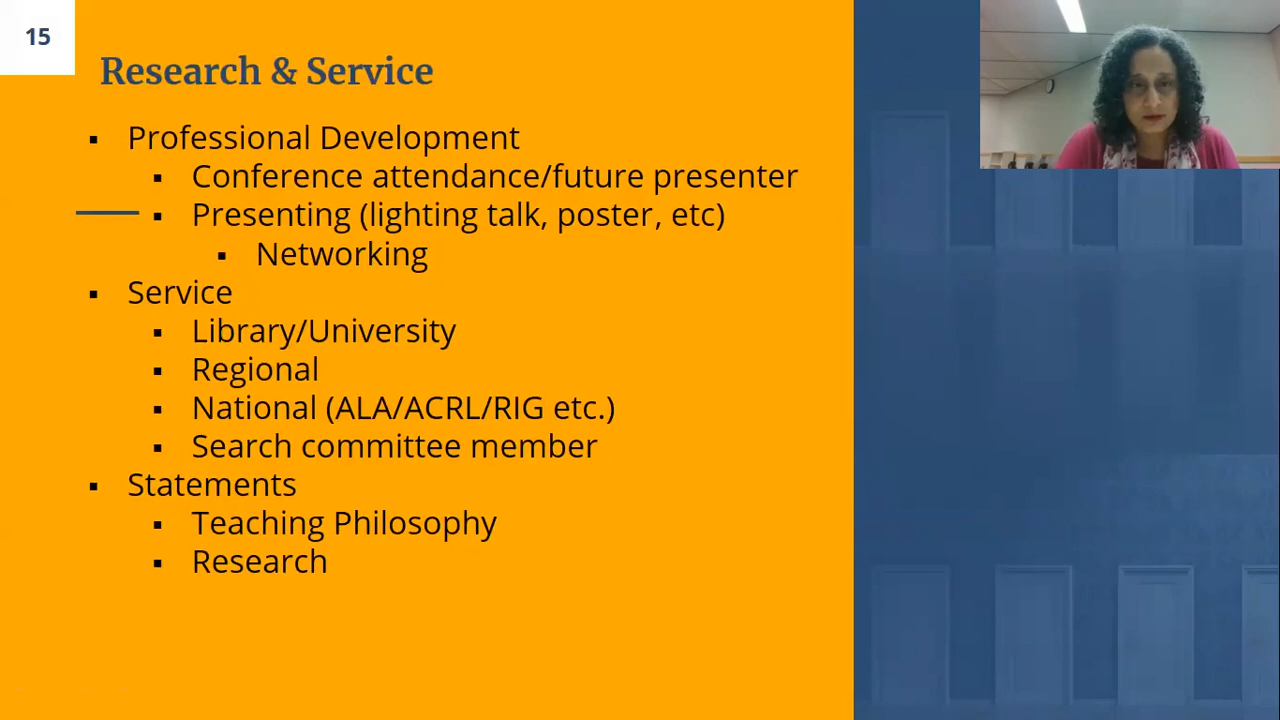 15
Research & Service
▪ Professional Development
▪ Conference attendance/future presenter
▪ Presenting (lighting talk, poster, etc)
▪ Networking
▪ Service
▪ Library/University
▪ Regional
▪ National (ALA/ACRL/RIG etc.)
▪ Search committee member
▪ Statements
▪ Teaching Philosophy
▪ Research